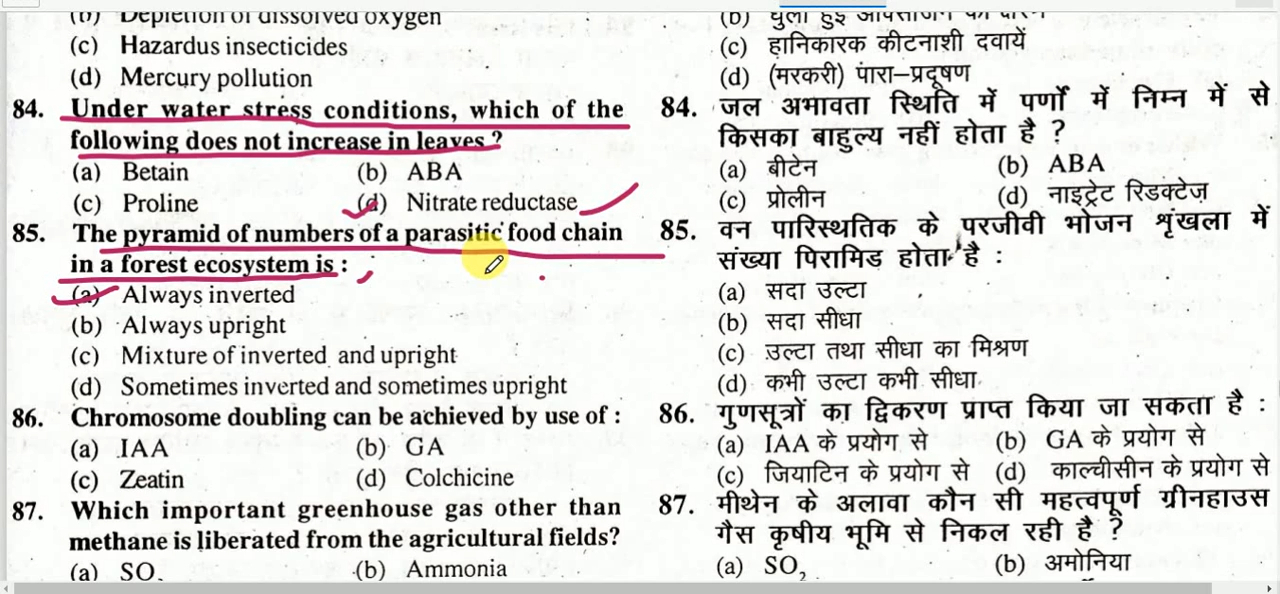 (b) Depletion of dissolved oxygen
(c) Hazardus insecticides
(d) Mercury pollution
84. Under water stress conditions, which of the
following does not increase in leaves ?
(a) Betain (b) ABA
(c) Proline (d) Nitrate reductase
85. The pyramid of numbers of a parasitic food chain
in a forest ecosystem is :
(a) Always inverted
(b) Always upright
(c) Mixture of inverted and upright
(d) Sometimes inverted and sometimes upright
86. Chromosome doubling can be achieved by use of :
(a) IAA (b) GA
(c) Zeatin (d) Colchicine
87. Which important greenhouse gas other than
methane is liberated from the agricultural fields?
(a) SO₂ (b) Ammonia
(b) घुली हुई
(c) हानिकारक कीटनाशी दवायें
(d) (मरकरी) पारा–प्रदूषण
84. जल अभावता स्थिति में पर्णों में निम्न में से
किसका बाहुल्य नहीं होता है ?
(a) बीटेन (b) ABA
(c) प्रोलीन (d) नाइट्रेट रिडक्टेज़
85. वन पारिस्थतिक के परजीवी भोजन शृंखला में
संख्या पिरामिड होता है :
(a) सदा उल्टा
(b) सदा सीधा
(c) उल्टा तथा सीधा का मिश्रण
(d) कभी उल्टा कभी सीधा
86. गुणसूत्रों का द्विकरण प्राप्त किया जा सकता है :
(a) IAA के प्रयोग से (b) GA के प्रयोग से
(c) जियाटिन के प्रयोग से (d) काल्चीसीन के प्रयोग से
87. मीथेन के अलावा कौन सी महत्वपूर्ण ग्रीनहाउस
गैस कृषीय भूमि से निकल रही है ?
(a) SO₂ (b) अमोनिया